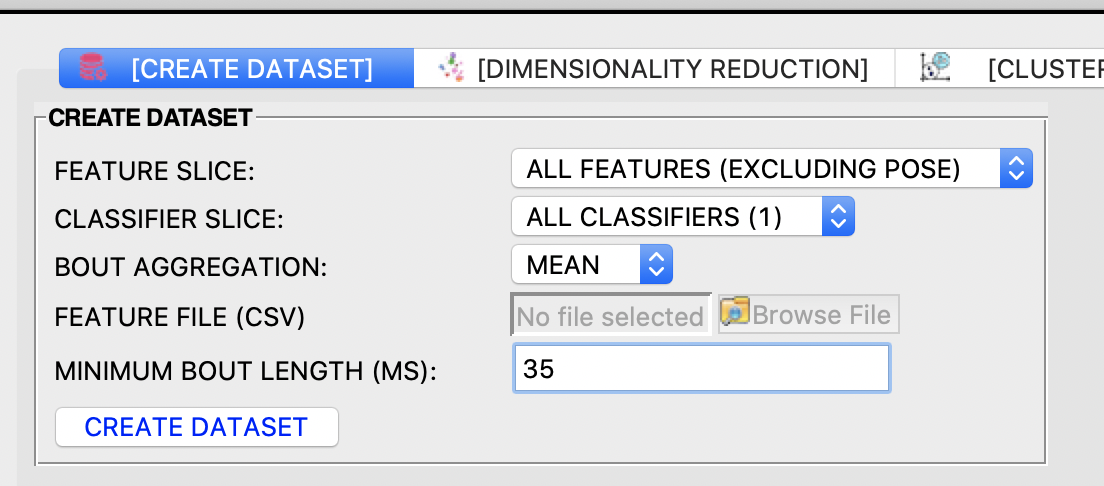 [CREATE DATASET] [DIMENSIONALITY REDUCTION] [CLUSTER
CREATE DATASET
FEATURE SLICE: ALL FEATURES (EXCLUDING POSE)
CLASSIFIER SLICE: ALL CLASSIFIERS (1)
BOUT AGGREGATION: MEAN
FEATURE FILE (CSV) No file selected Browse File
MINIMUM BOUT LENGTH (MS): 35
CREATE DATASET